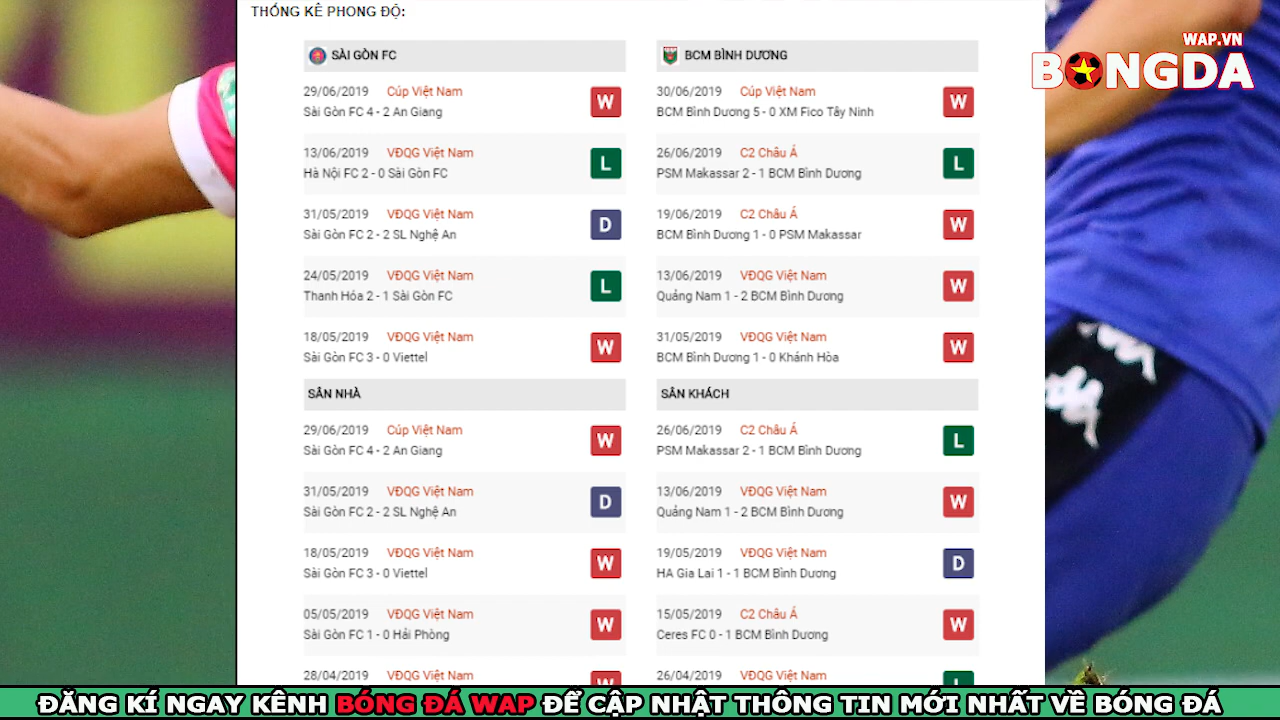 THỐNG KÊ PHONG ĐỘ:
WAP.VN
BONGDA
SÀI GÒN FC
29/06/2019 Cúp Việt Nam
Sài Gòn FC 4 - 2 An Giang
W
13/06/2019 VĐQG Việt Nam
Hà Nội FC 2 - 0 Sài Gòn FC
L
31/05/2019 VĐQG Việt Nam
Sài Gòn FC 2 - 2 SL Nghệ An
D
24/05/2019 VĐQG Việt Nam
Thanh Hóa 2 - 1 Sài Gòn FC
L
18/05/2019 VĐQG Việt Nam
Sài Gòn FC 3 - 0 Viettel
W
SÂN NHÀ
29/06/2019 Cúp Việt Nam
Sài Gòn FC 4 - 2 An Giang
W
31/05/2019 VĐQG Việt Nam
Sài Gòn FC 2 - 2 SL Nghệ An
D
18/05/2019 VĐQG Việt Nam
Sài Gòn FC 3 - 0 Viettel
W
05/05/2019 VĐQG Việt Nam
Sài Gòn FC 1 - 0 Hải Phòng
W
28/04/2019 VĐQG Việt Nam
W
BCM BÌNH DƯƠNG
30/06/2019 Cúp Việt Nam
BCM Bình Dương 5 - 0 XM Fico Tây Ninh
W
26/06/2019 C2 Châu Á
PSM Makassar 2 - 1 BCM Bình Dương
L
19/06/2019 C2 Châu Á
BCM Bình Dương 1 - 0 PSM Makassar
W
13/06/2019 VĐQG Việt Nam
Quảng Nam 1 - 2 BCM Bình Dương
W
31/05/2019 VĐQG Việt Nam
BCM Bình Dương 1 - 0 Khánh Hòa
W
SÂN KHÁCH
26/06/2019 C2 Châu Á
PSM Makassar 2 - 1 BCM Bình Dương
L
13/06/2019 VĐQG Việt Nam
Quảng Nam 1 - 2 BCM Bình Dương
W
19/05/2019 VĐQG Việt Nam
HA Gia Lai 1 - 1 BCM Bình Dương
D
15/05/2019 C2 Châu Á
Ceres FC 0 - 1 BCM Bình Dương
W
26/04/2019 VĐQG Việt Nam
L
ĐĂNG KÍ NGAY KÊNH BÓNG ĐÁ WAP ĐỂ CẬP NHẬT THÔNG TIN MỚI NHẤT VỀ BÓNG ĐÁ